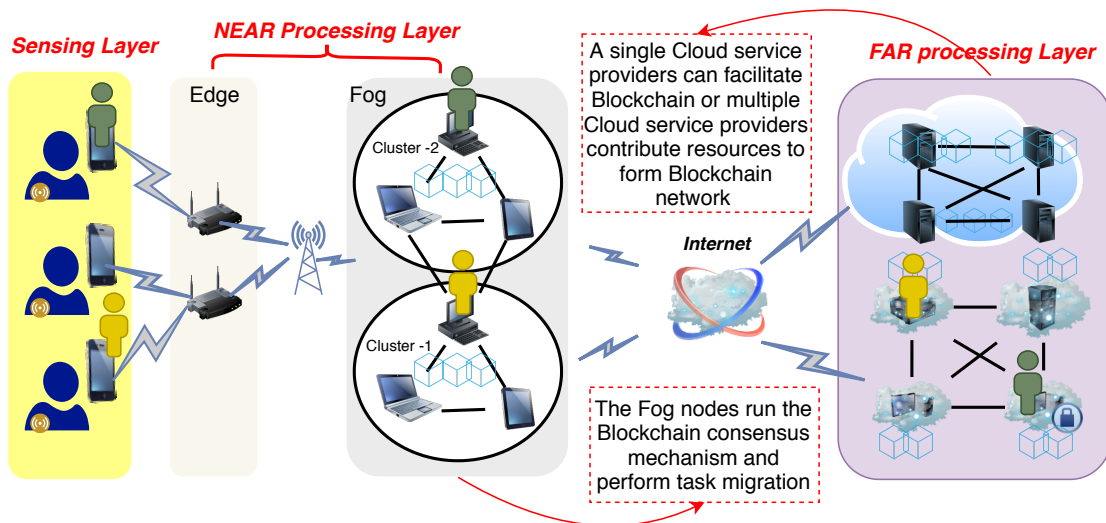 Sensing Layer
NEAR Processing Layer
Edge
Fog
Cluster -2
Cluster -1
A single Cloud service
providers can facilitate
Blockchain or multiple
Cloud service providers
contribute resources to
form Blockchain
network
Internet
The Fog nodes run the
Blockchain consensus
mechanism and
perform task migration
FAR processing Layer